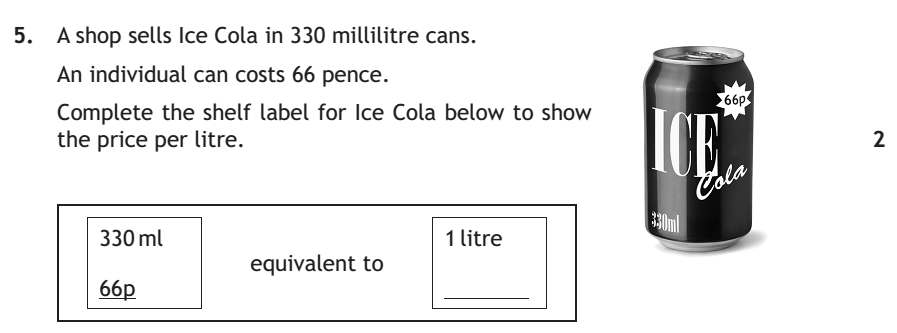 5. A shop sells Ice Cola in 330 millilitre cans.
An individual can costs 66 pence.
Complete the shelf label for Ice Cola below to show
the price per litre.
2
66p
ICE
Cola
330ml
330 ml
66p
equivalent to
1 litre